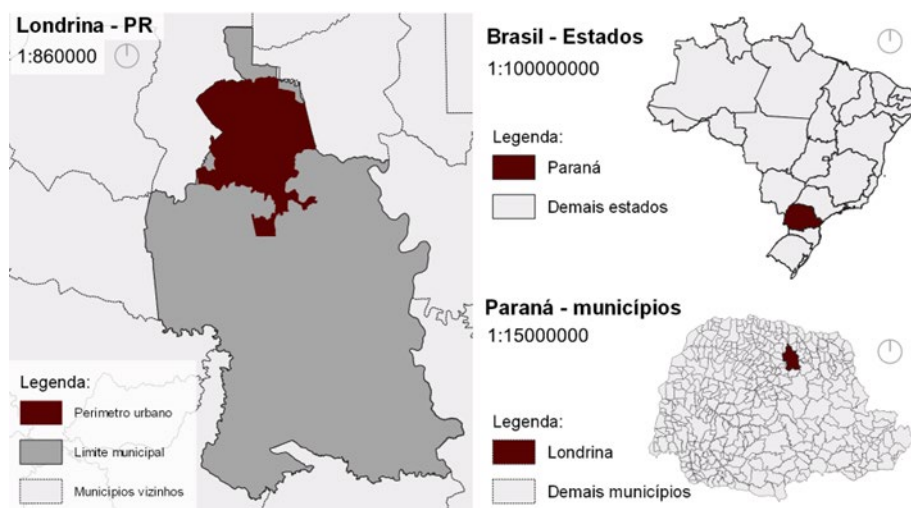 Londrina - PR
1:860000
Legenda:
Perimetro urbano
Limite municipal
Municípios vizinhos
Brasil - Estados
1:100000000
Legenda:
Paraná
Demais estados
Paraná - municípios
1:15000000
Legenda:
Londrina
Demais municípios